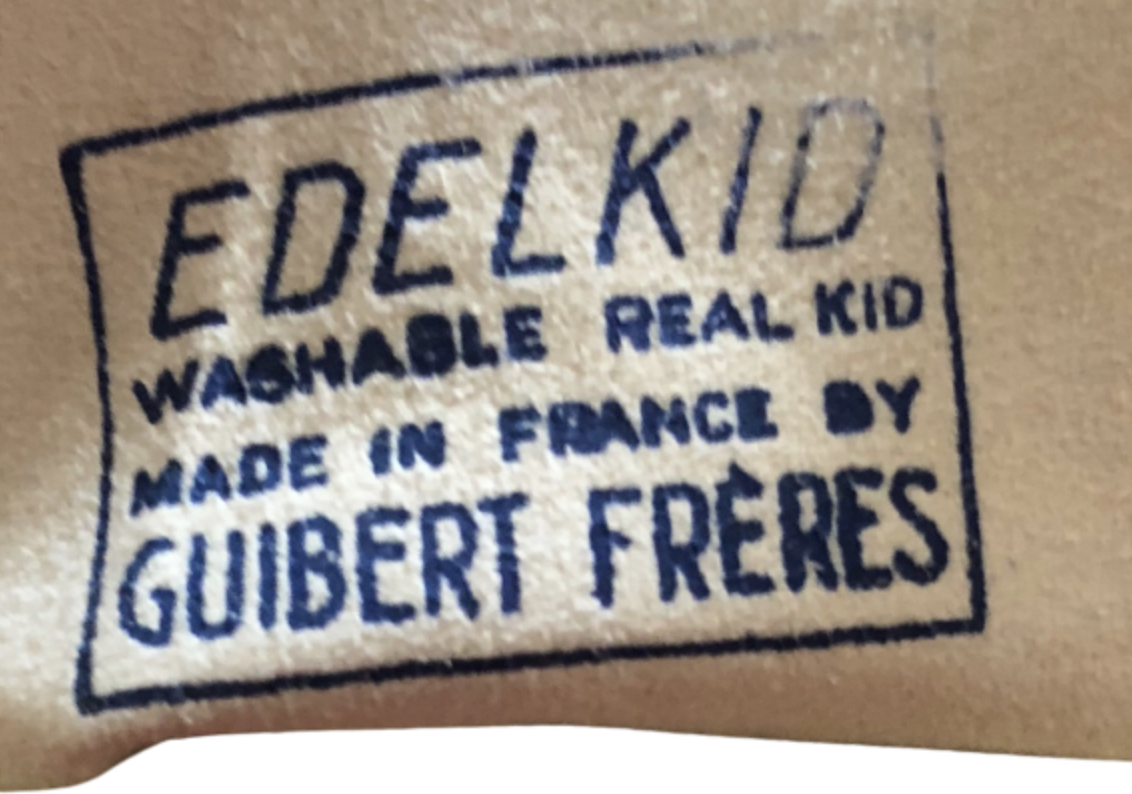 EDELKID
WASHABLE REAL KID
MADE IN FRANCE BY
GUIBERT FRÈRES